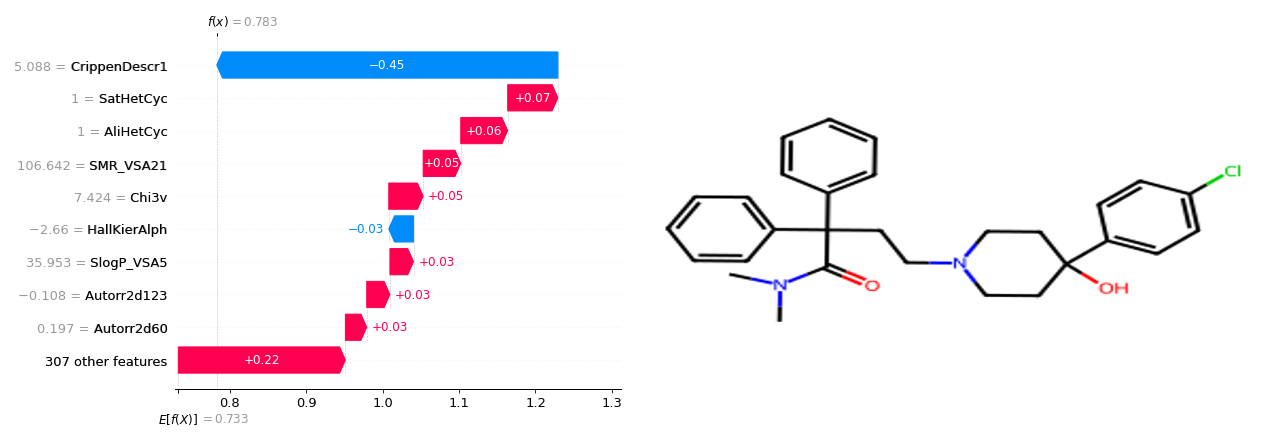 f(x) = 0.783
5.088 = CrippenDescr1
−0.45
1 = SatHetCyc
+0.07
1 = AliHetCyc
+0.06
106.642 = SMR_VSA21
+0.05
7.424 = Chi3v
+0.05
−2.66 = HallKierAlph
−0.03
35.953 = SlogP_VSA5
+0.03
−0.108 = Autorr2d123
+0.03
0.197 = Autorr2d60
+0.03
307 other features
+0.22
0.8 0.9 1.0 1.1 1.2 1.3
E[f(X)] = 0.733
Cl
N
N
O
OH